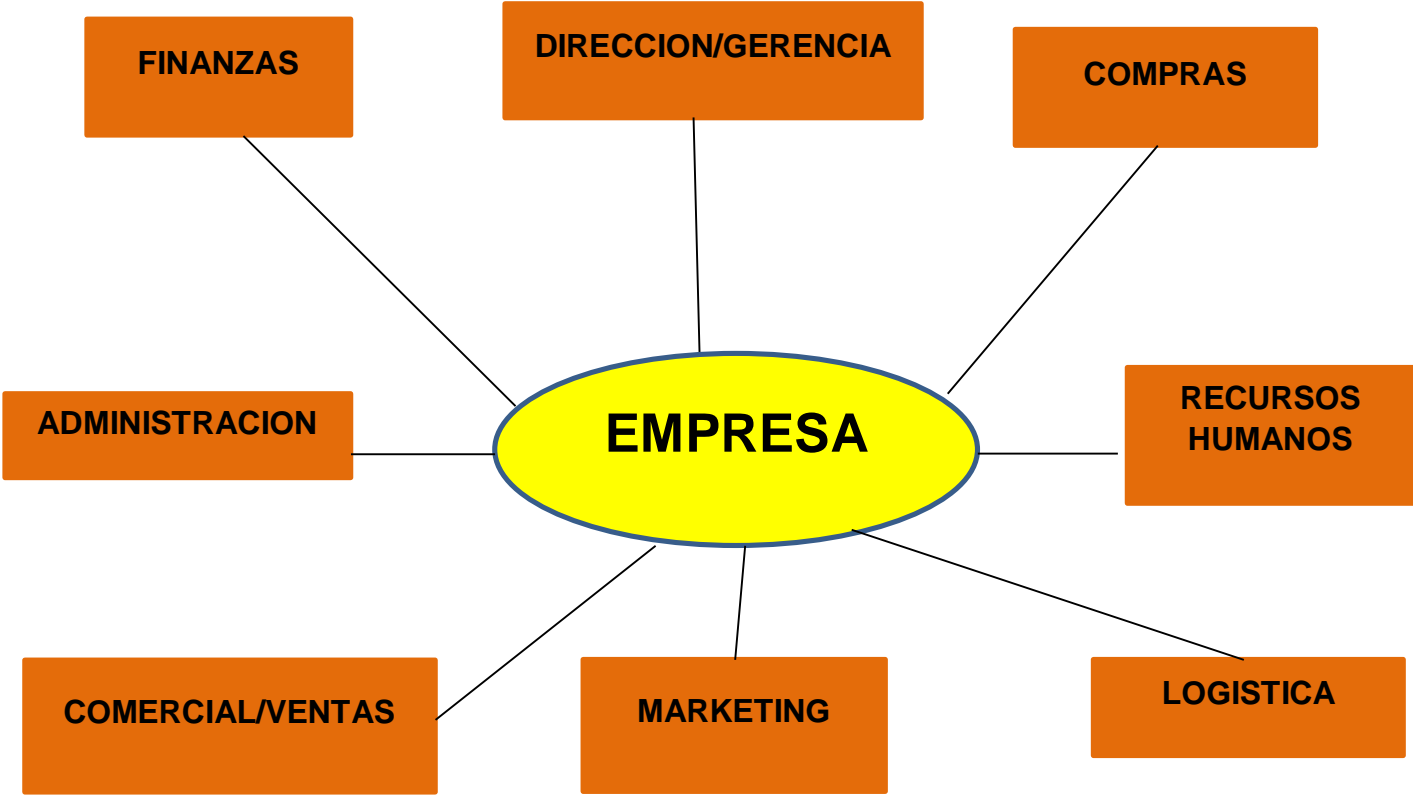 DIRECCION/GERENCIA
FINANZAS
COMPRAS
RECURSOS
HUMANOS
ADMINISTRACION
EMPRESA
COMERCIAL/VENTAS
MARKETING
LOGISTICA